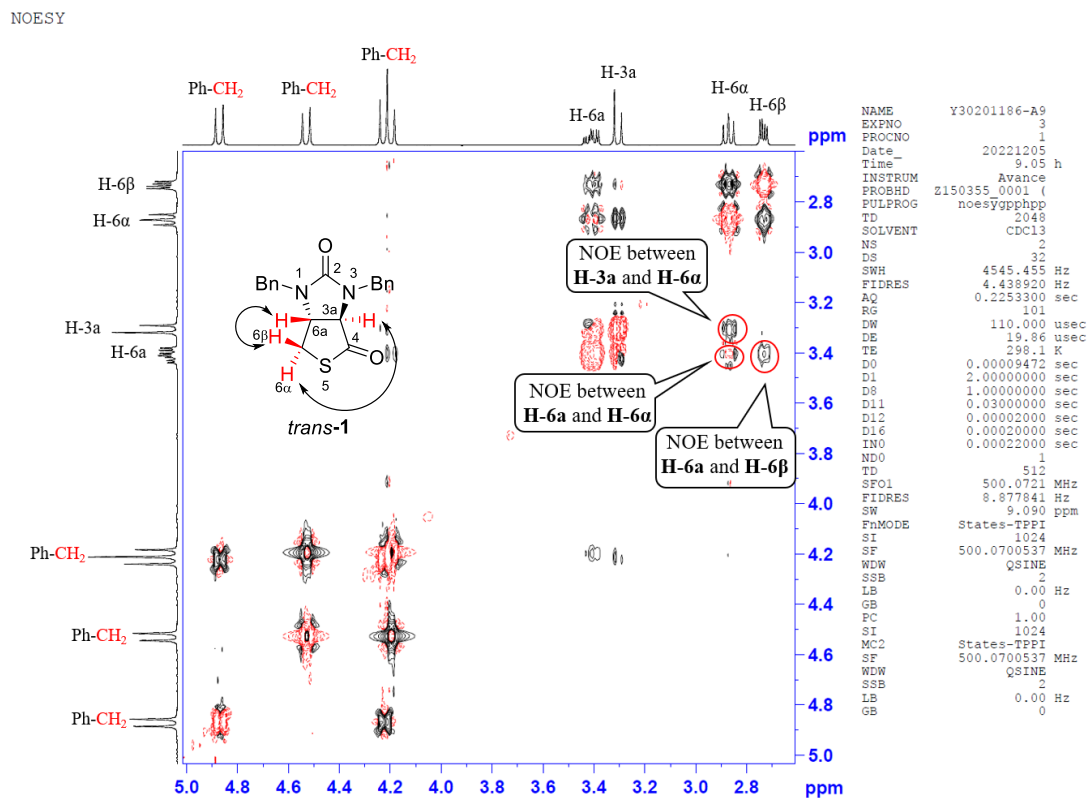 NOESY
Ph-CH2
Ph-CH2
Ph-CH2
H-6a
H-3a
H-6α
H-6β
ppm
H-6β
H-6α
H-3a
H-6a
Ph-CH2
Ph-CH2
Ph-CH2
2.8
3.0
3.2
3.4
3.6
3.8
4.0
4.2
4.4
4.6
4.8
5.0
5.0 4.8 4.6 4.4 4.2 4.0 3.8 3.6 3.4 3.2 3.0 2.8 ppm
O
2
Bn 1 3 Bn
N N
3a
H H
6β 6a 4
H O
S
H 5
6α
trans-1
NOE between
H-3a and H-6α
NOE between
H-6a and H-6α
NOE between
H-6a and H-6β
NAME Y30201186-A9
EXPNO 3
PROCNO 1
Date_ 20221205
Time 9.05 h
INSTRUM Avance
PROBHD Z150355_0001 (
PULPROG noesygpphpp
TD 2048
SOLVENT CDCl3
NS 2
DS 32
SWH 4545.455 Hz
FIDRES 4.438920 Hz
AQ 0.2253300 sec
RG 101
DW 110.000 usec
DE 19.86 usec
TE 298.1 K
D0 0.00009472 sec
D1 2.00000000 sec
D8 1.00000000 sec
D11 0.03000000 sec
D12 0.00002000 sec
D16 0.00020000 sec
IN0 0.00022000 sec
ND0 1
TD 512
SFO1 500.0721 MHz
FIDRES 8.877841 Hz
SW 9.090 ppm
FnMODE States-TPPI
SI 1024
SF 500.0700537 MHz
WDW QSINE
SSB 2
LB 0.00 Hz
GB 0
PC 1.00
SI 1024
MC2 States-TPPI
SF 500.0700537 MHz
WDW QSINE
SSB 2
LB 0.00 Hz
GB 0